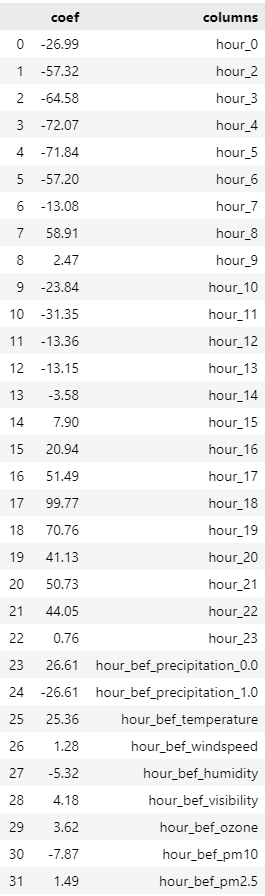 coef columns
0 -26.99 hour_0
1 -57.32 hour_2
2 -64.58 hour_3
3 -72.07 hour_4
4 -71.84 hour_5
5 -57.20 hour_6
6 -13.08 hour_7
7 58.91 hour_8
8 2.47 hour_9
9 -23.84 hour_10
10 -31.35 hour_11
11 -13.36 hour_12
12 -13.15 hour_13
13 -3.58 hour_14
14 7.90 hour_15
15 20.94 hour_16
16 51.49 hour_17
17 99.77 hour_18
18 70.76 hour_19
19 41.13 hour_20
20 50.73 hour_21
21 44.05 hour_22
22 0.76 hour_23
23 26.61 hour_bef_precipitation_0.0
24 -26.61 hour_bef_precipitation_1.0
25 25.36 hour_bef_temperature
26 1.28 hour_bef_windspeed
27 -5.32 hour_bef_humidity
28 4.18 hour_bef_visibility
29 3.62 hour_bef_ozone
30 -7.87 hour_bef_pm10
31 1.49 hour_bef_pm2.5